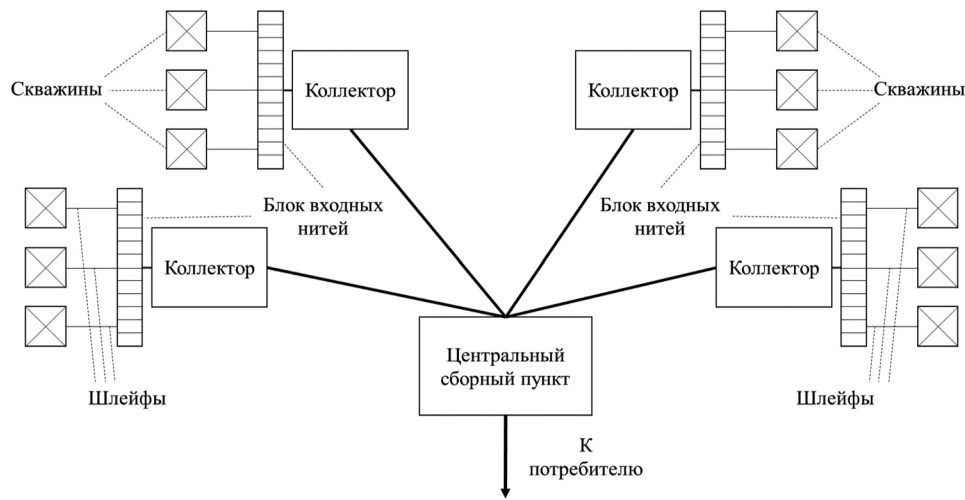 Коллектор
Коллектор
Скважины
Скважины
Блок входных
нитей
Блок входных
нитей
Коллектор
Коллектор
Центральный
сборный пункт
Шлейфы
Шлейфы
К
потребителю